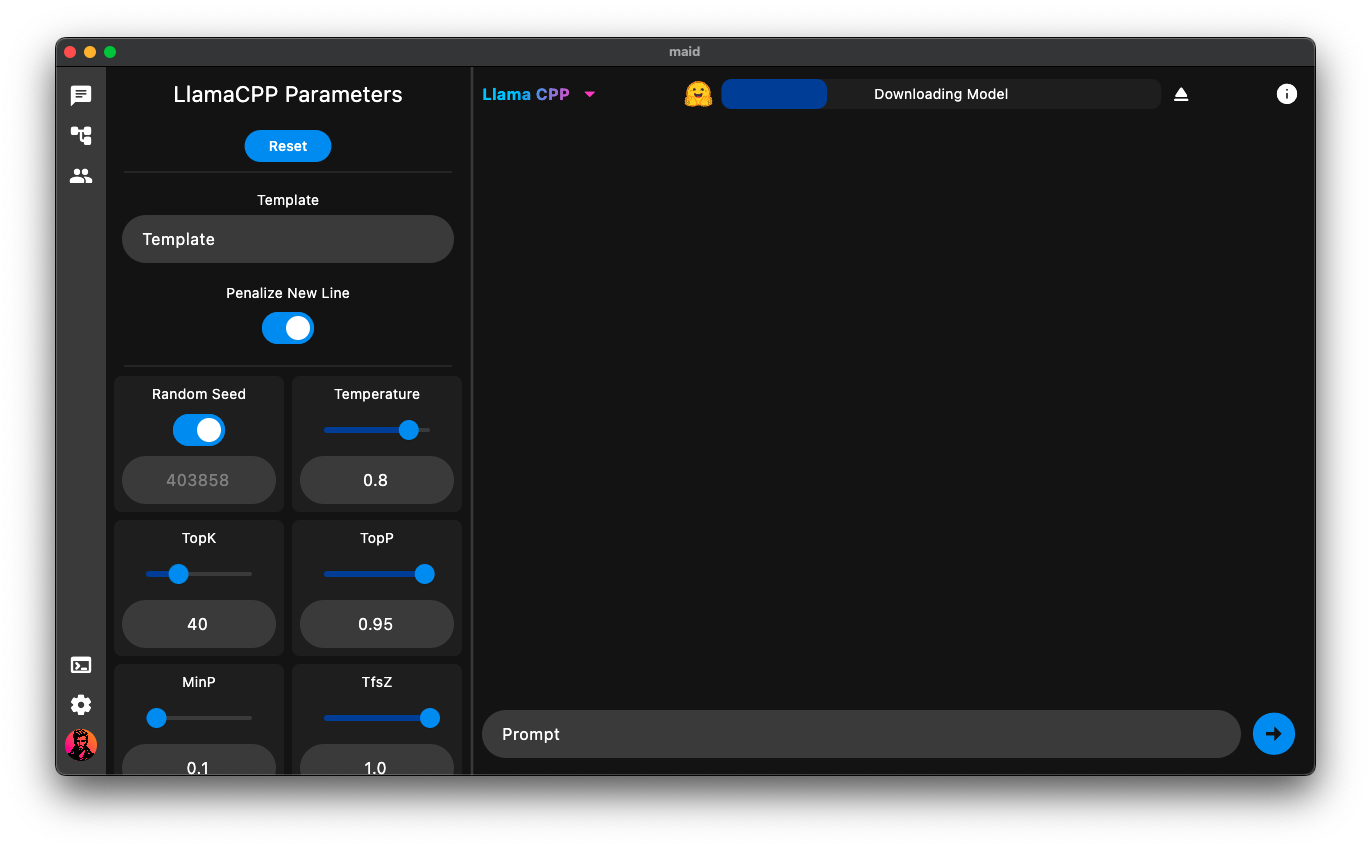 maid
LlamaCPP Parameters
Reset
Template
Template
Penalize New Line
Random Seed
403858
Temperature
0.8
TopK
40
TopP
0.95
MinP
0.1
TfsZ
1.0
Llama CPP
Downloading Model
Prompt